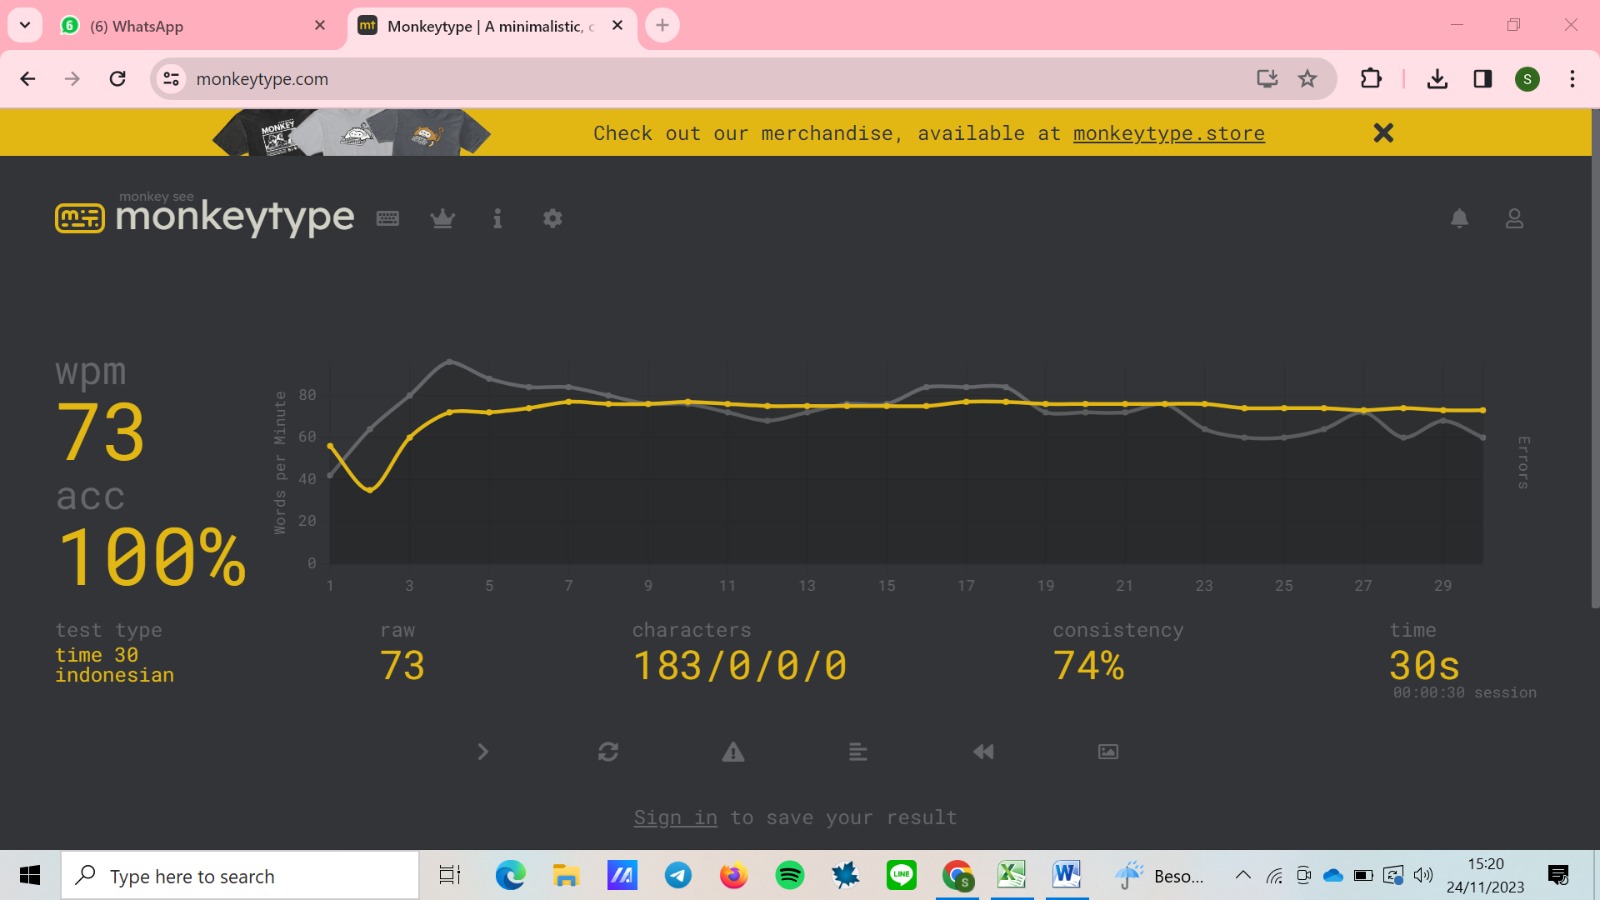 (6) WhatsApp
Monkeytype | A minimalistic, c
monkeytype.com
S
MONKEY
Check out our merchandise, available at monkeytype.store
monkey see
monkeytype
wpm
73
acc
100%
Words per Minute
80
60
40
20
0
1 3 5 7 9 11 13 15 17 19 21 23 25 27 29
Errors
test type
time 30
indonesian
raw
73
characters
183/0/0/0
consistency
74%
time
30s
00:00:30 session
Sign in to save your result
Type here to search
LINE
S
Beso...
15:20
24/11/2023